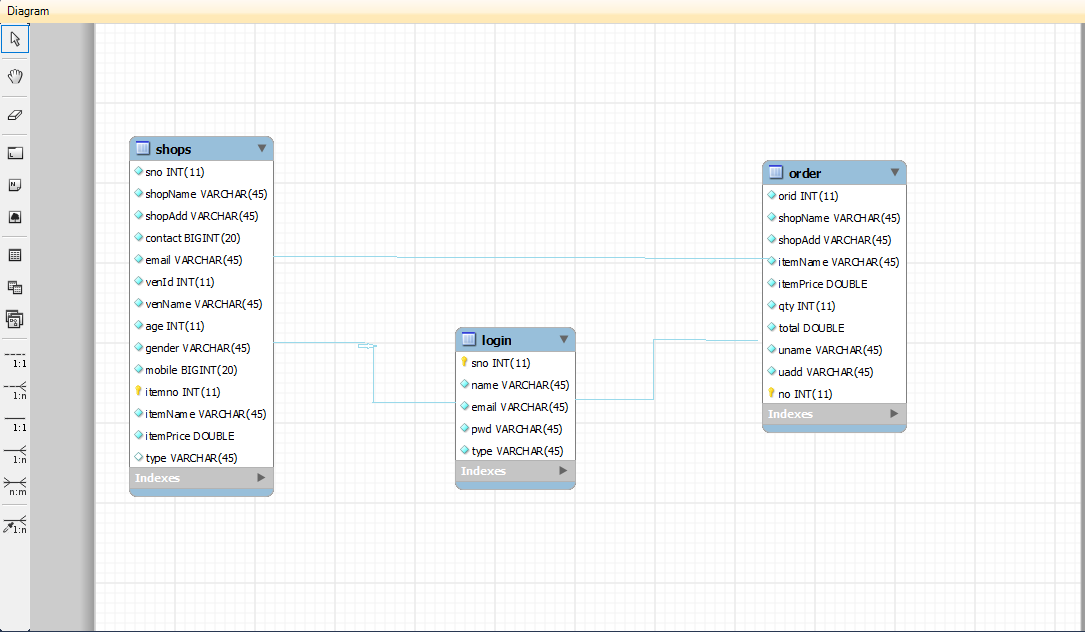 Diagram
1:1
1:n
1:1
1:n
n:m
1:n
shops
sno INT(11)
shopName VARCHAR(45)
shopAdd VARCHAR(45)
contact BIGINT(20)
email VARCHAR(45)
venId INT(11)
venName VARCHAR(45)
age INT(11)
gender VARCHAR(45)
mobile BIGINT(20)
itemno INT(11)
itemName VARCHAR(45)
itemPrice DOUBLE
type VARCHAR(45)
Indexes
login
sno INT(11)
name VARCHAR(45)
email VARCHAR(45)
pwd VARCHAR(45)
type VARCHAR(45)
Indexes
order
orid INT(11)
shopName VARCHAR(45)
shopAdd VARCHAR(45)
itemName VARCHAR(45)
itemPrice DOUBLE
qty INT(11)
total DOUBLE
uname VARCHAR(45)
uadd VARCHAR(45)
no INT(11)
Indexes